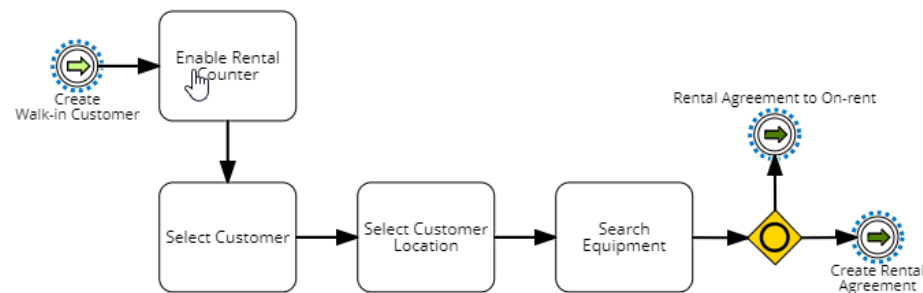 Enable Rental
Counter
Create
Walk-in Customer
Rental Agreement to On-rent
Select Customer
Select Customer
Location
Search
Equipment
Create Rental
Agreement